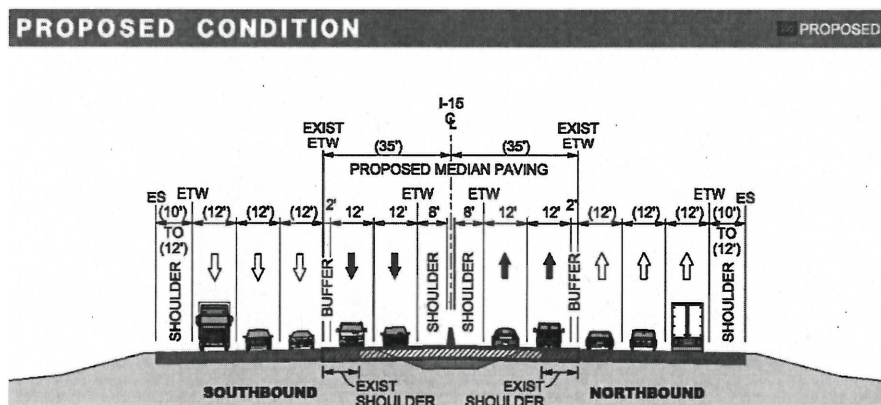 PROPOSED CONDITION
PROPOSED
I-15
℄
EXIST ETW
EXIST ETW
(35')
(35')
PROPOSED MEDIAN PAVING
ES
ETW
ETW
ETW
ETW
ES
(10')
(12')
(12')
(12')
2'
12'
12'
8'
8'
12'
12'
2'
(12')
(12')
(12')
(10')
TO
(12')
TO
(12')
SHOULDER
BUFFER
SHOULDER
SHOULDER
BUFFER
SHOULDER
SOUTHBOUND
EXIST
SHOULDER
EXIST
SHOULDER
NORTHBOUND